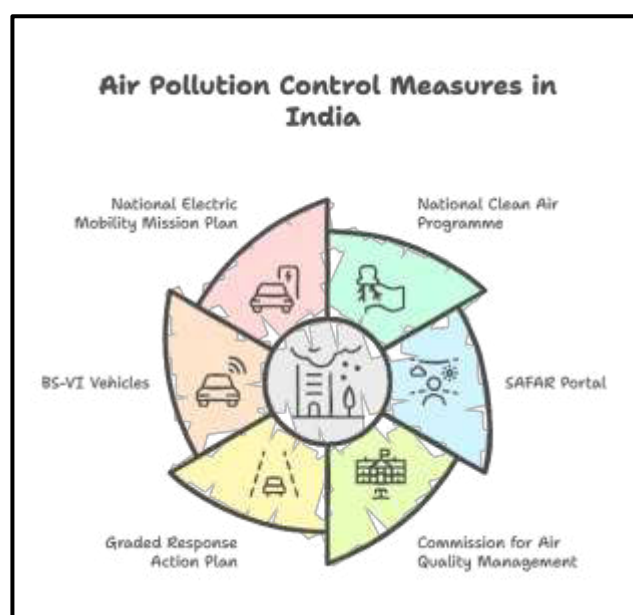 Air Pollution Control Measures in
India
National Electric
Mobility Mission Plan
National Clean Air
Programme
BS-VI Vehicles
SAFAR Portal
Graded Response
Action Plan
Commission for Air
Quality Management